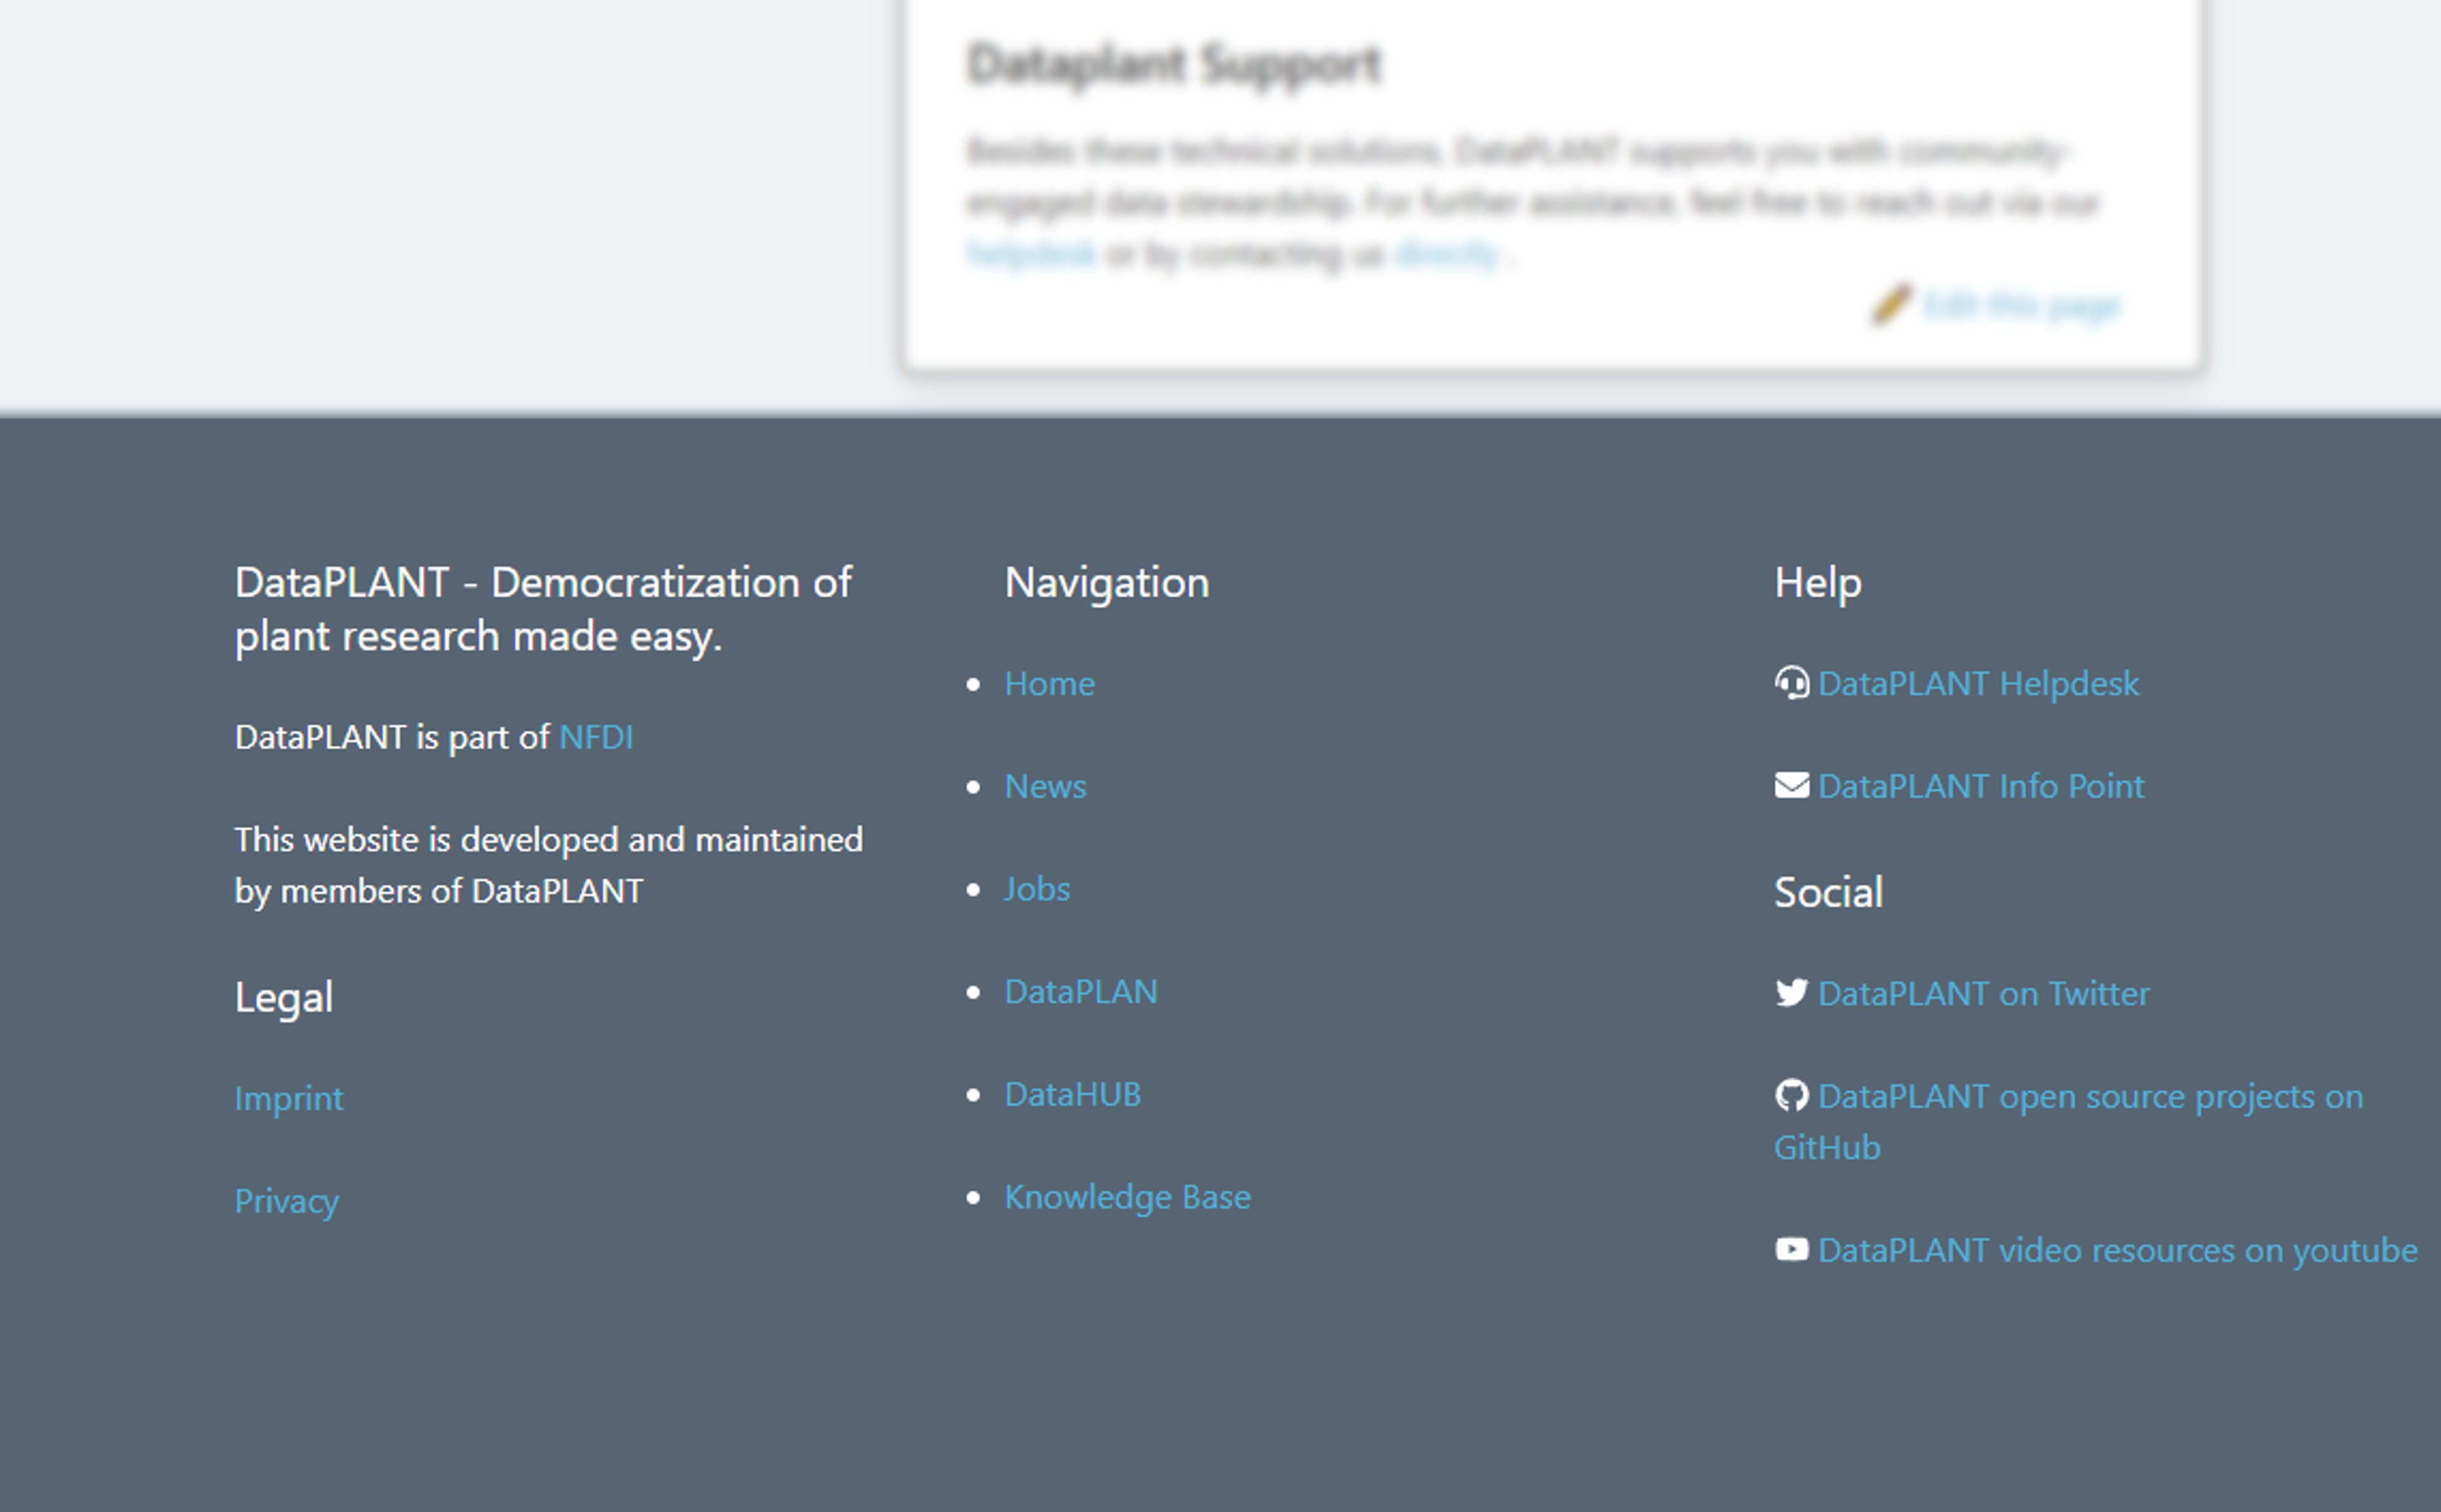 Dataplant Support
Besides these technical solutions, DataPLANT supports you with community-
engaged data stewardship. For further assistance, feel free to reach out via our
helpdesk or by contacting us directly .
Edit this page
DataPLANT - Democratization of
plant research made easy.
DataPLANT is part of NFDI
This website is developed and maintained
by members of DataPLANT
Legal
Imprint
Privacy
Navigation
Home
News
Jobs
DataPLAN
DataHUB
Knowledge Base
Help
DataPLANT Helpdesk
DataPLANT Info Point
Social
DataPLANT on Twitter
DataPLANT open source projects on
GitHub
DataPLANT video resources on youtube